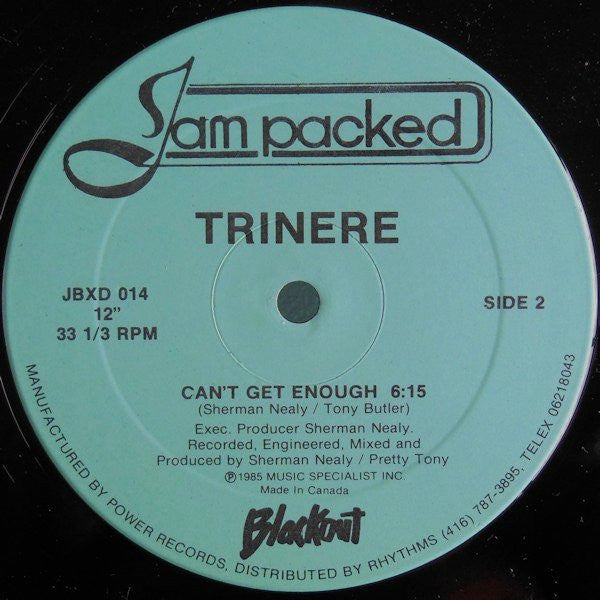 Jam packed
TRINERE
JBXD 014
12"
33 1/3 RPM
SIDE 2
CAN'T GET ENOUGH 6:15
(Sherman Nealy / Tony Butler)
Exec. Producer Sherman Nealy.
Recorded, Engineered, Mixed and
Produced by Sherman Nealy / Pretty Tony
Ⓟ1985 MUSIC SPECIALIST INC.
Made In Canada
Blackout
MANUFACTURED BY POWER RECORDS, DISTRIBUTED BY RHYTHMS (416) 787-3895, TELEX 06218043